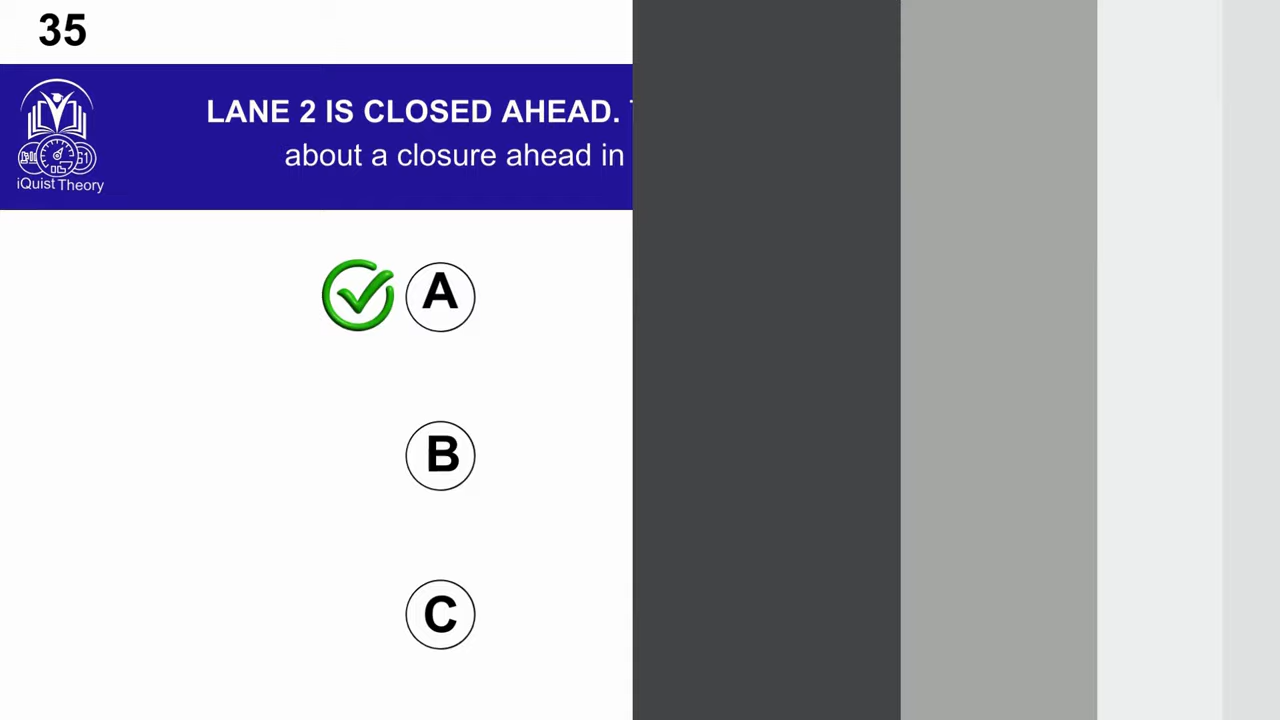 35
LANE 2 IS CLOSED AHEAD.
about a closure ahead in
iQuist Theory
A
B
C